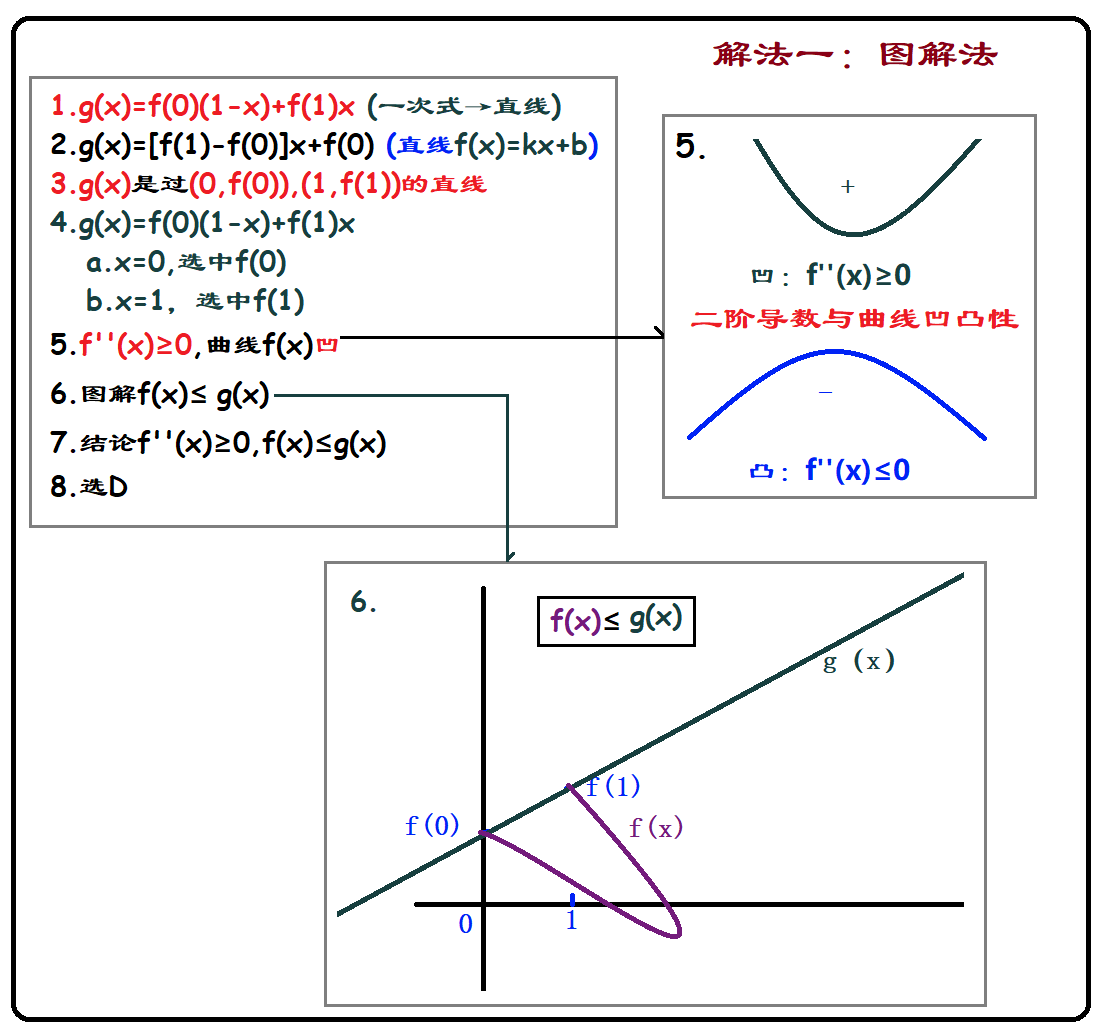 解法一：图解法
1.g(x)=f(0)(1-x)+f(1)x (一次式→直线)
2.g(x)=[f(1)-f(0)]x+f(0) (直线f(x)=kx+b)
3.g(x)是过(0,f(0)),(1,f(1))的直线
4.g(x)=f(0)(1-x)+f(1)x
a.x=0,选中f(0)
b.x=1，选中f(1)
5.f''(x)≥0,曲线f(x)凹
6.图解f(x)≤ g(x)
7.结论f''(x)≥0,f(x)≤g(x)
8.选D
5.
+
凹：f''(x)≥0
二阶导数与曲线凹凸性
−
凸：f''(x)≤0
6.
f(x)≤ g(x)
g (x)
f(1)
f(0)
f(x)
0
1